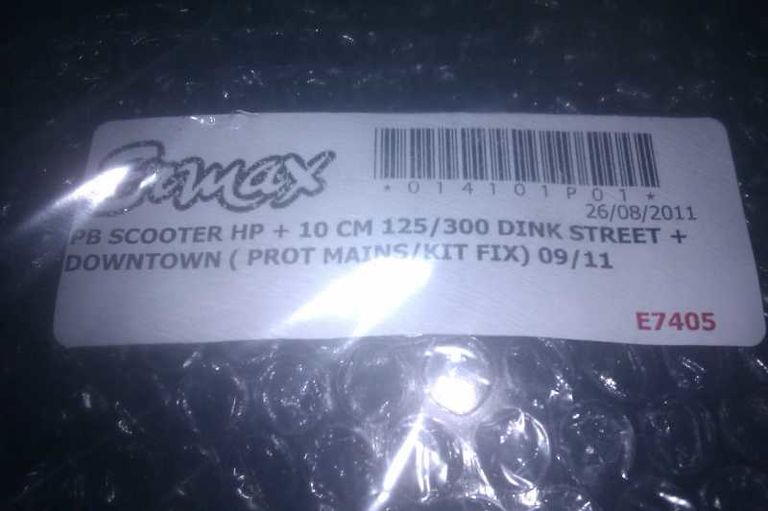 Ermax
*014101P01*
26/08/2011
PB SCOOTER HP + 10 CM 125/300 DINK STREET +
DOWNTOWN ( PROT MAINS/KIT FIX) 09/11
E7405